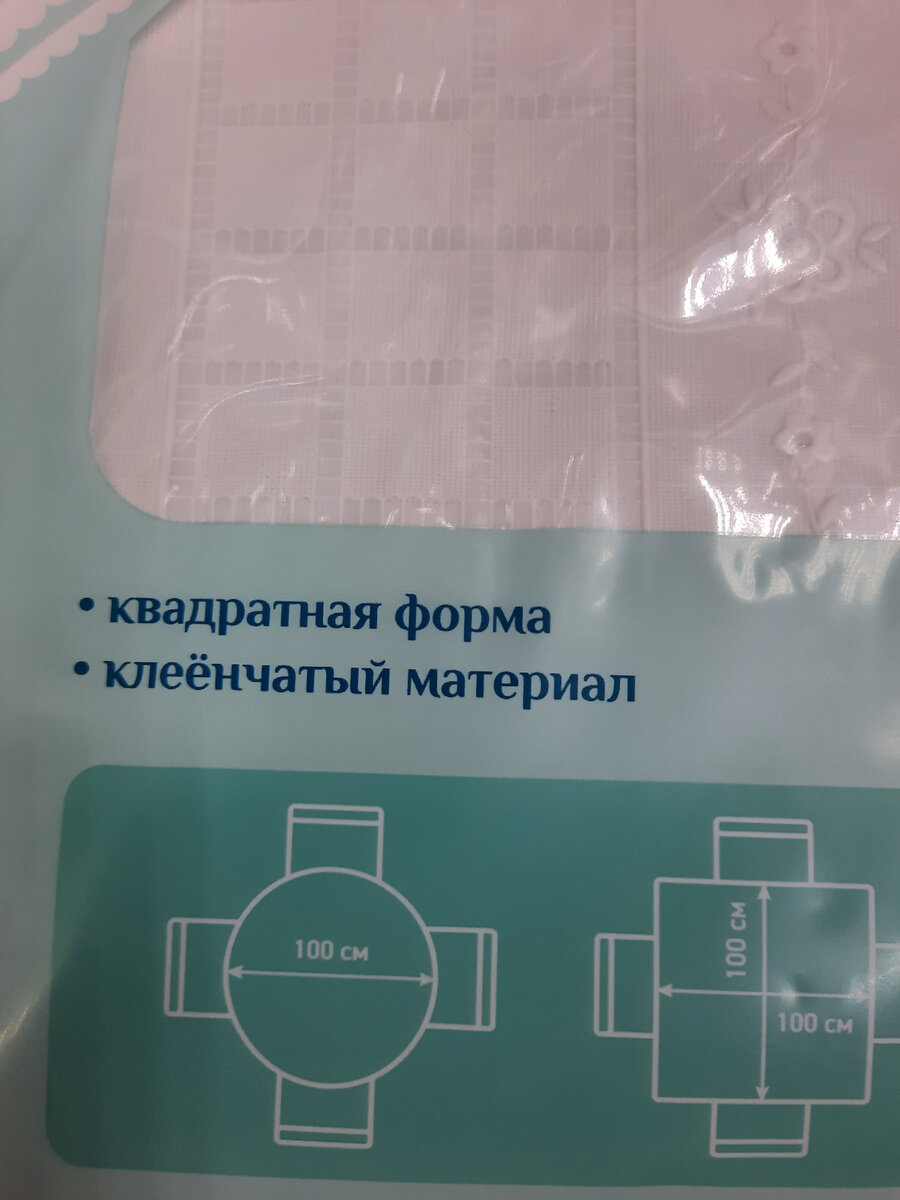 • квадратная форма
• клеёнчатый материал
100 см
100 см
100 см